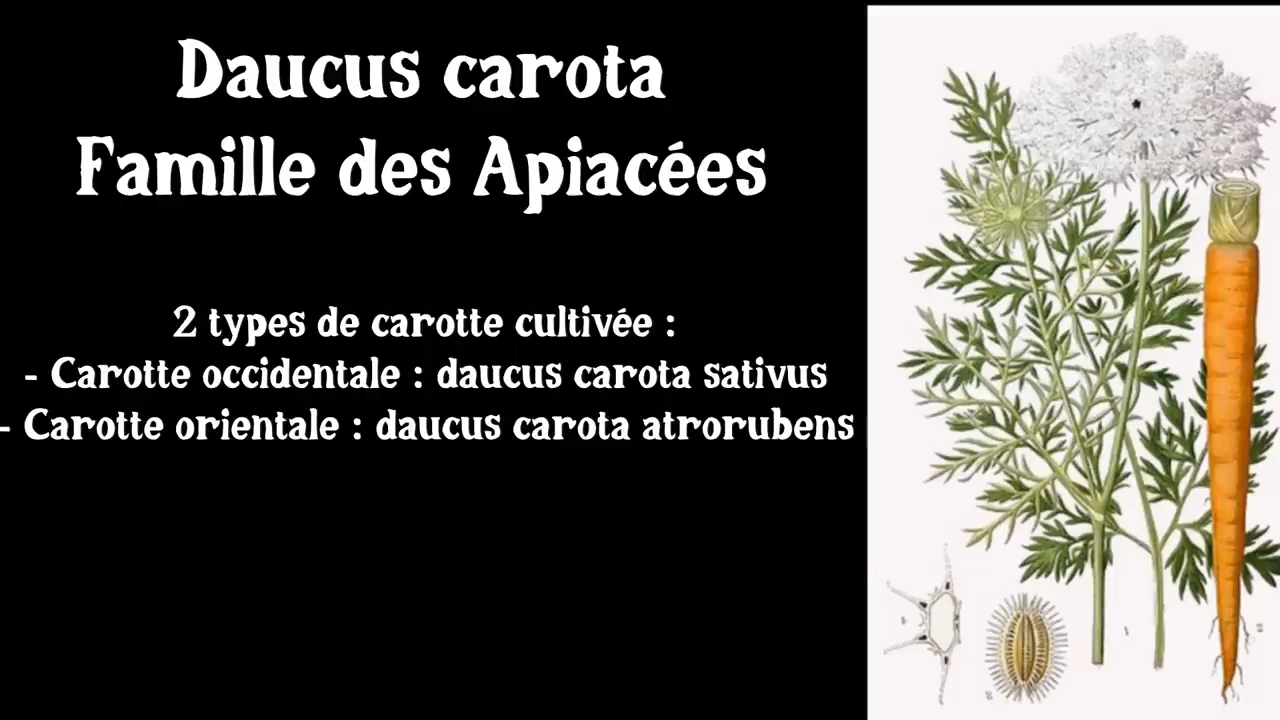 Daucus carota
Famille des Apiacées
2 types de carotte cultivée :
- Carotte occidentale : daucus carota sativus
- Carotte orientale : daucus carota atrorubens